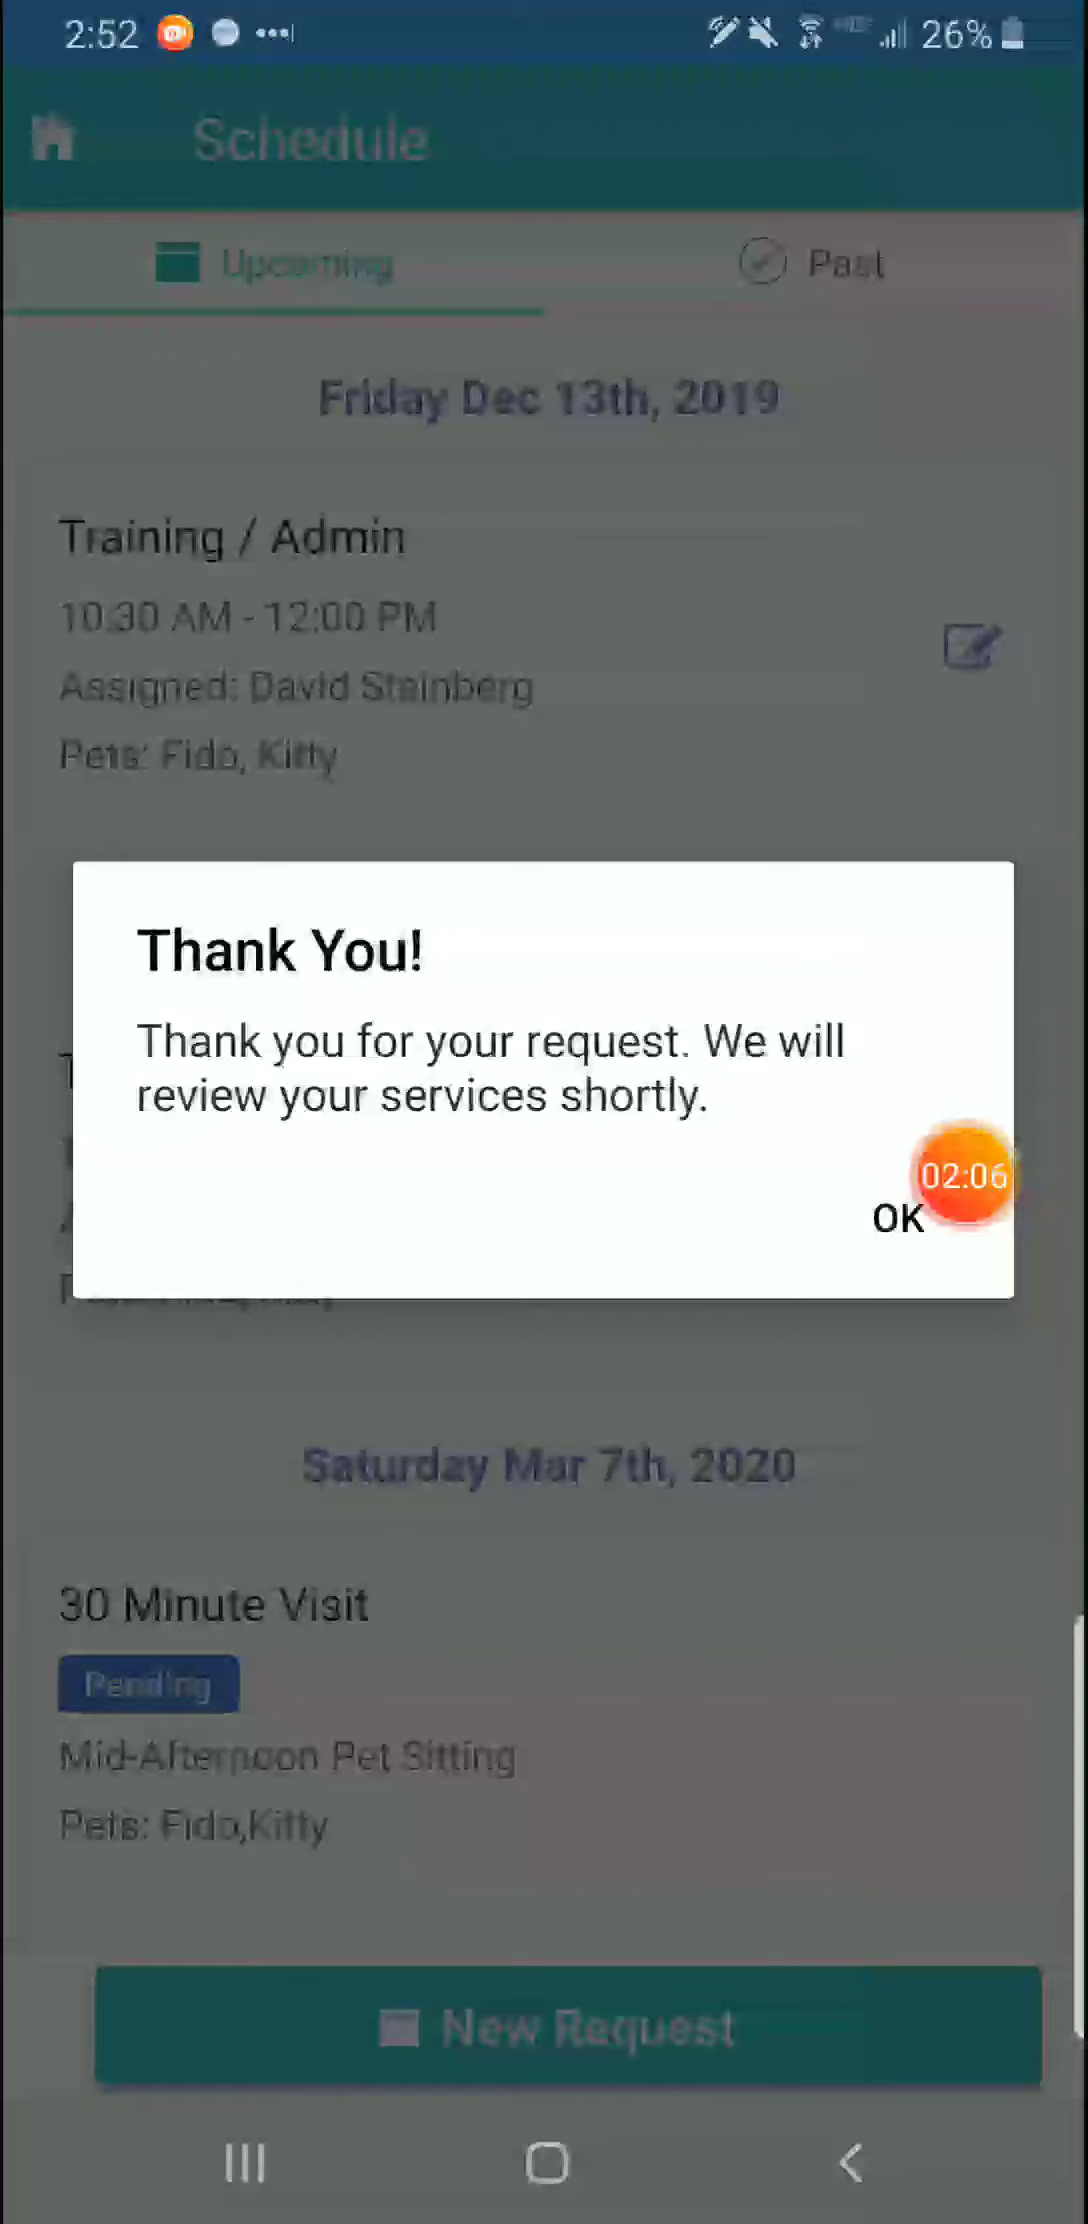 2:52 26%
Schedule
Upcoming Past
Friday Dec 13th, 2019
Training / Admin
10:30 AM - 12:00 PM
Assigned: David Steinberg
Pets: Fido, Kitty
Thank You!
Thank you for your request. We will
review your services shortly.
02:06
OK
Saturday Mar 7th, 2020
30 Minute Visit
Pending
Mid-Afternoon Pet Sitting
Pets: Fido,Kitty
New Request